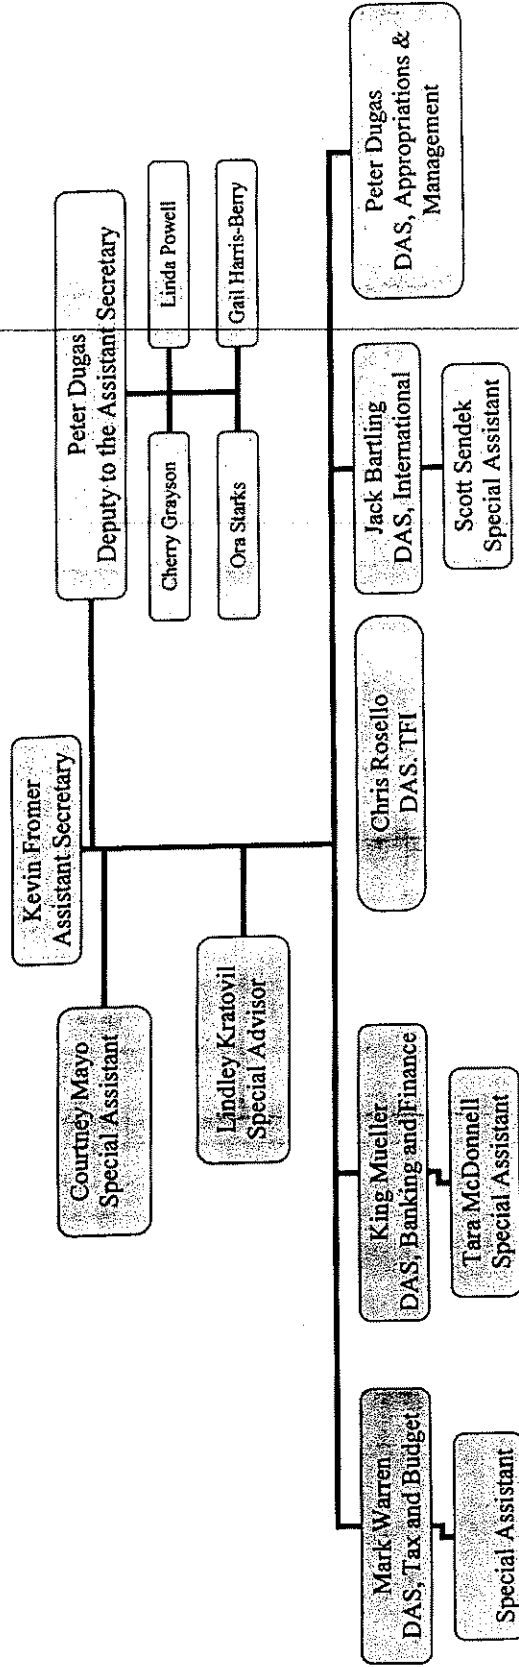 Kevin Fromer
Assistant Secretary
Courtney Mayo
Special Assistant
Peter Dugas
Deputy to the Assistant Secretary
Cherry Grayson
Linda Powell
Ora Starks
Gail Harris-Berry
Lindley Kratovil
Special Advisor
Mark Warren
DAS, Tax and Budget
King Mueller
DAS, Banking and Finance
Chris Rosello
DAS. TFI
Jack Bartling
DAS, International
Peter Dugas
DAS, Appropriations &
Management
Special Assistant
Tara McDonnell
Special Assistant
Scott Sendek
Special Assistant